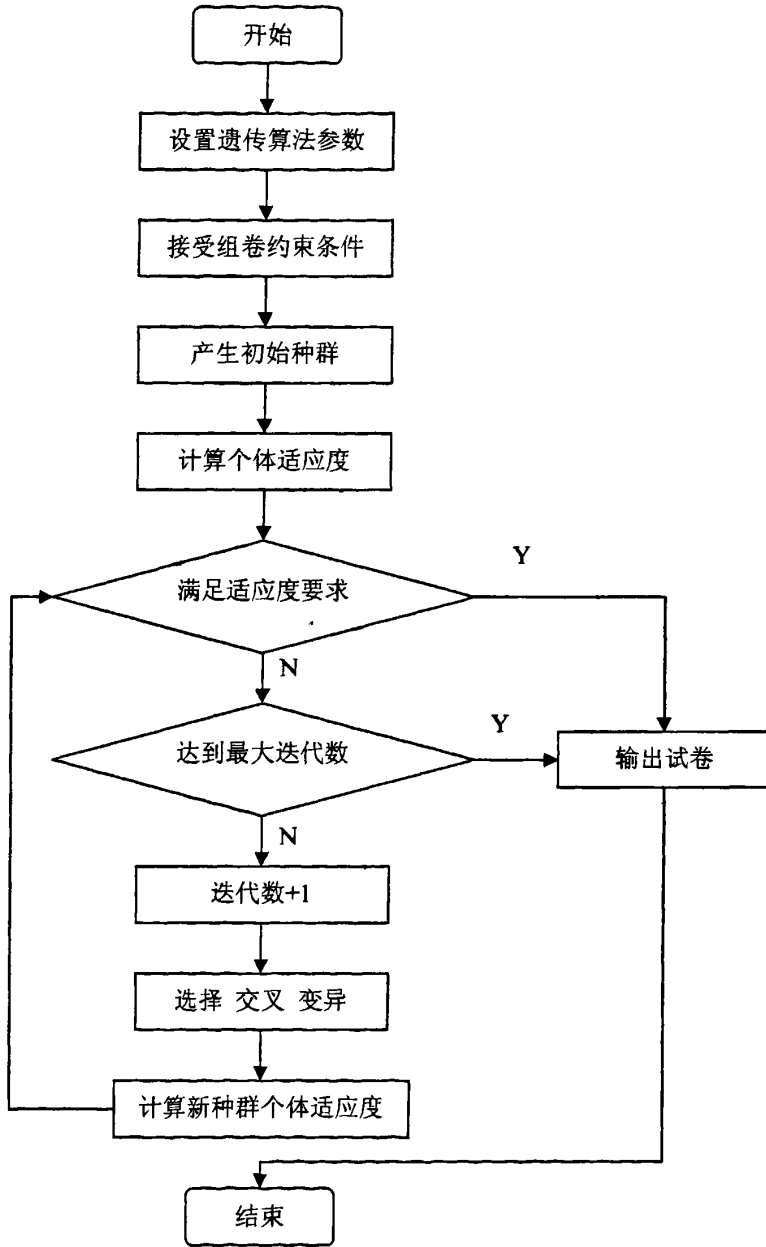 开始
设置遗传算法参数
接受组卷约束条件
产生初始种群
计算个体适应度
满足适应度要求
Y
N
达到最大迭代数
Y
输出试卷
N
迭代数+1
选择 交叉 变异
计算新种群个体适应度
结束